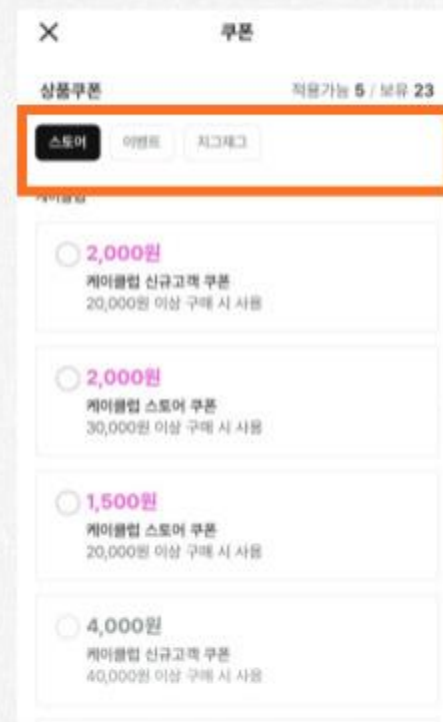 쿠폰
상품쿠폰 적용가능 5 / 보유 23
스토어 이벤트 지그재그
케이클럽
2,000원
케이클럽 신규고객 쿠폰
20,000원 이상 구매 시 사용
2,000원
케이클럽 스토어 쿠폰
30,000원 이상 구매 시 사용
1,500원
케이클럽 스토어 쿠폰
20,000원 이상 구매 시 사용
4,000원
케이클럽 신규고객 쿠폰
40,000원 이상 구매 시 사용